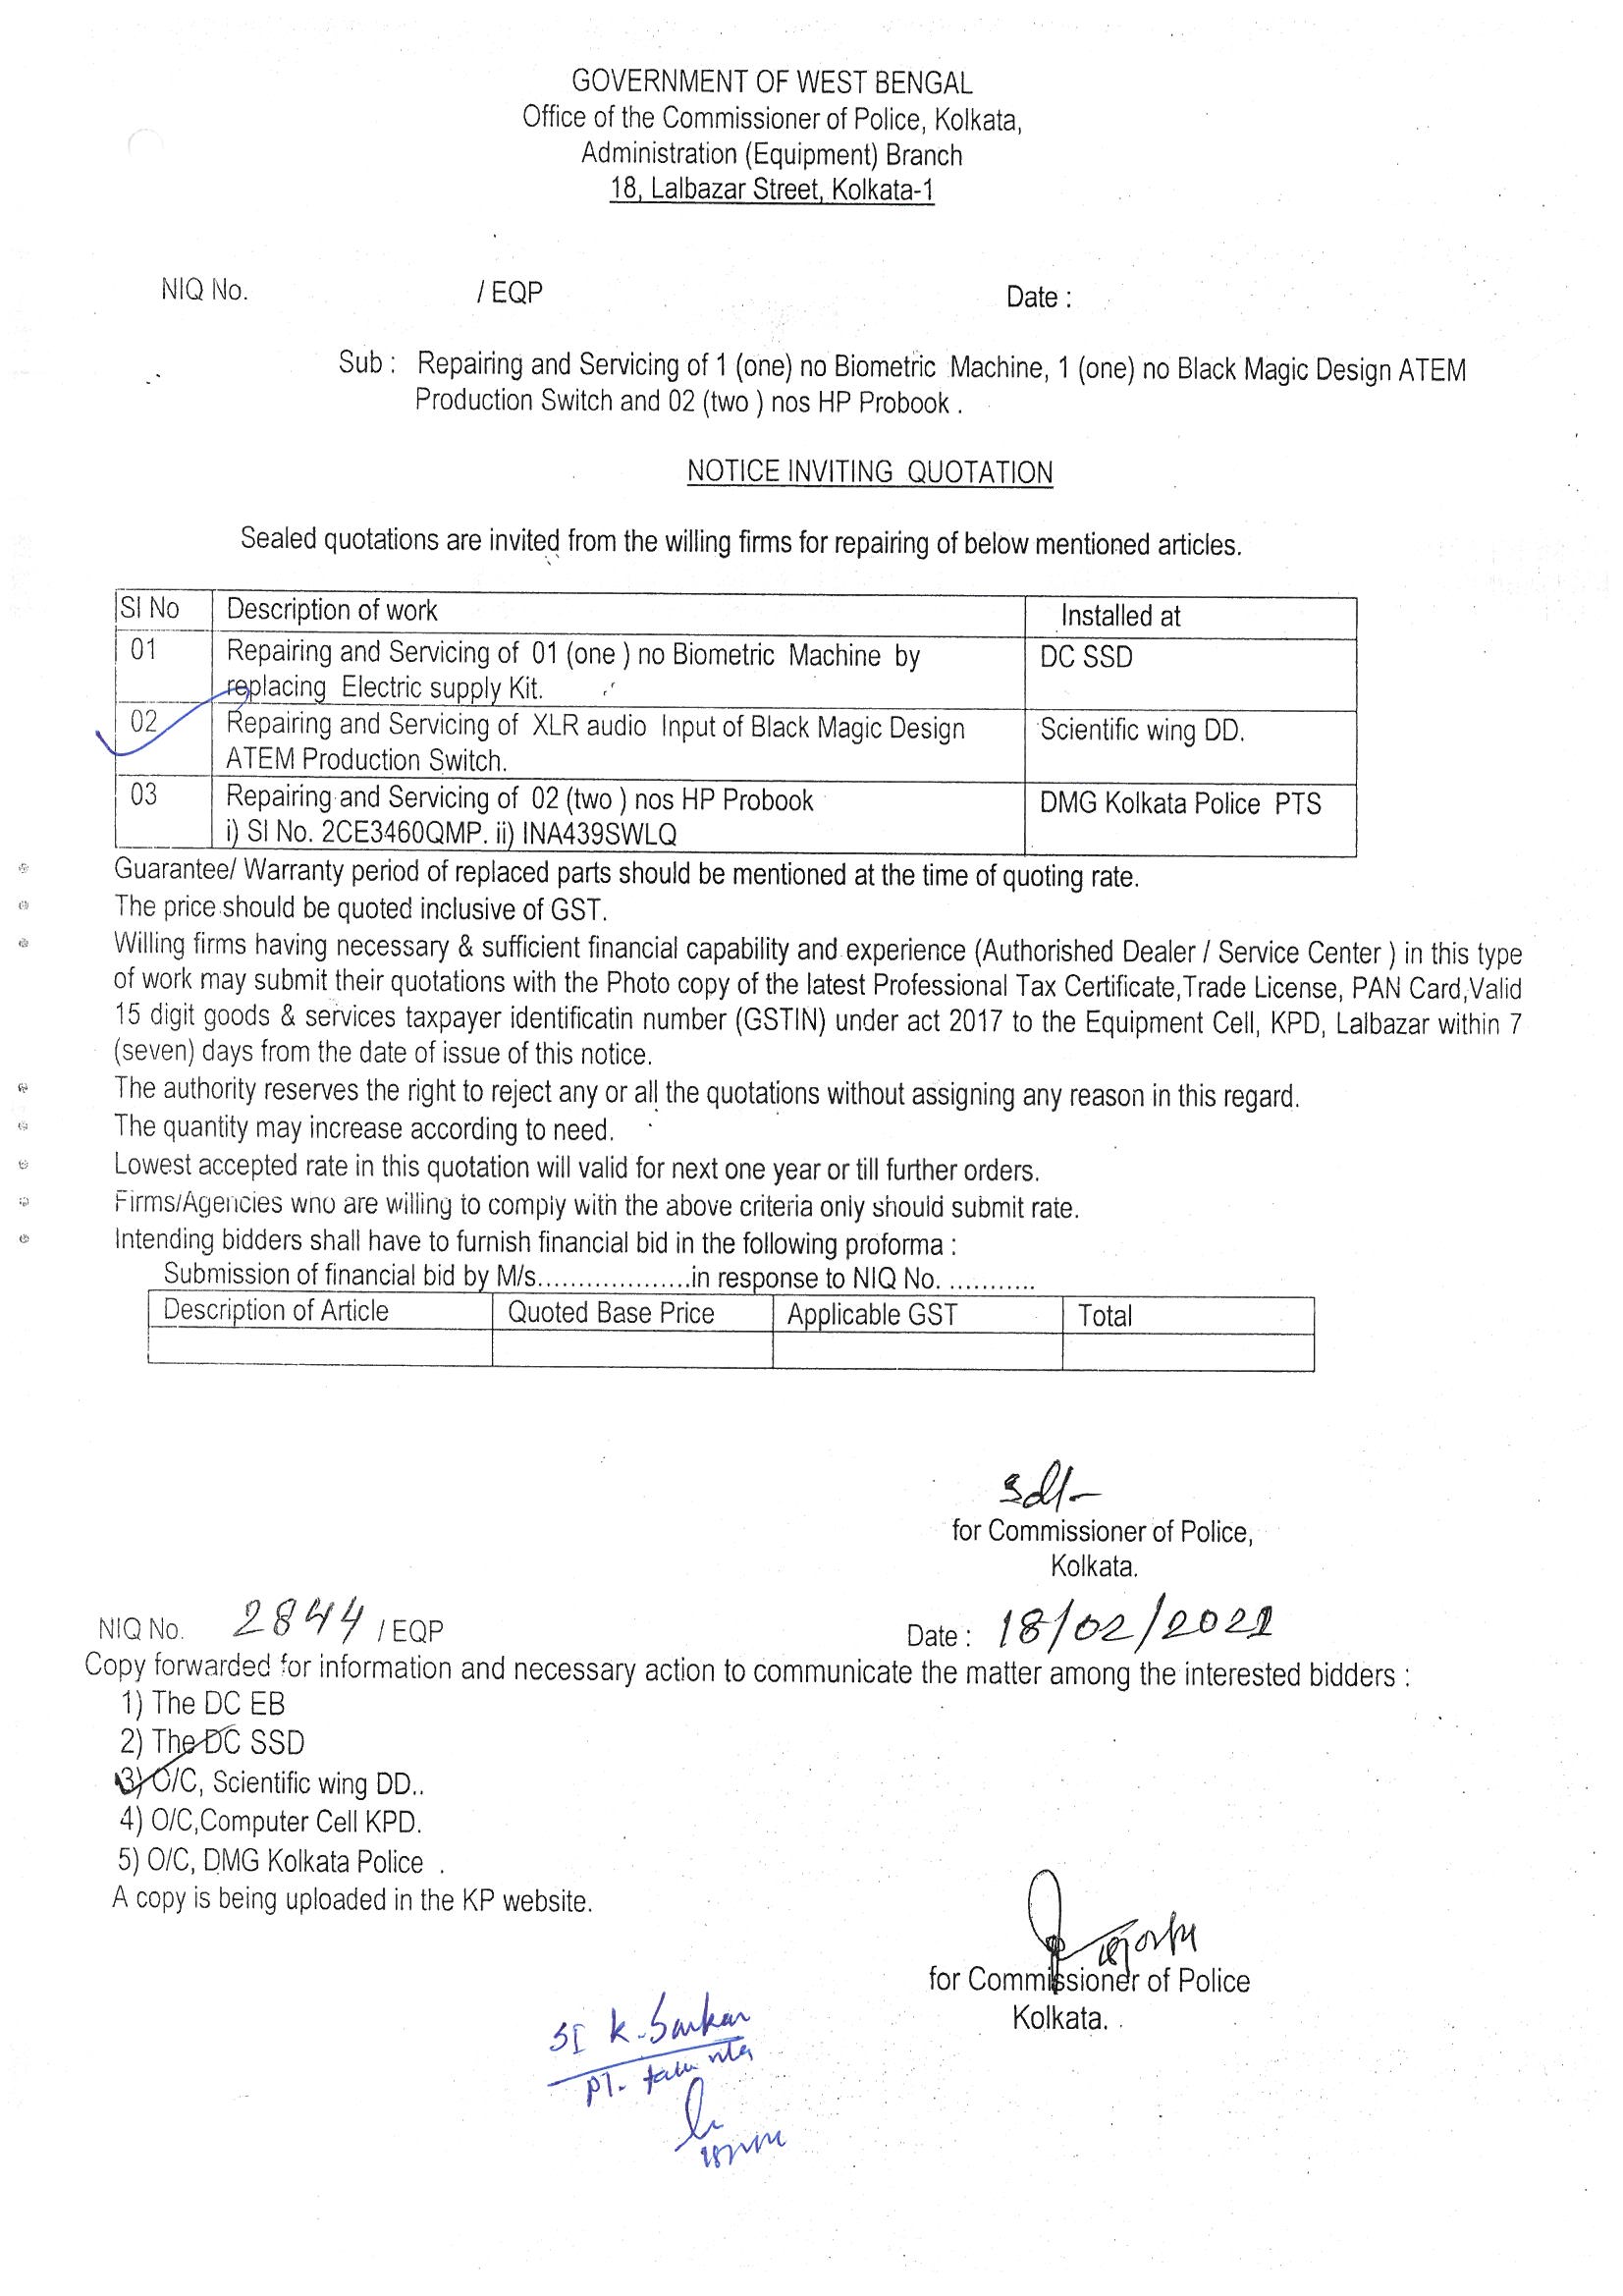 GOVERNMENT OF WEST BENGAL
Office of the Commissioner of Police, Kolkata,
Administration (Equipment) Branch
18, Lalbazar Street, Kolkata-1
NIQ No. / EQP Date :
Sub : Repairing and Servicing of 1 (one) no Biometric Machine, 1 (one) no Black Magic Design ATEM
Production Switch and 02 (two ) nos HP Probook .
NOTICE INVITING QUOTATION
Sealed quotations are invited from the willing firms for repairing of below mentioned articles.
Sl No Description of work Installed at
01 Repairing and Servicing of 01 (one ) no Biometric Machine by DC SSD
replacing Electric supply Kit.
02 Repairing and Servicing of XLR audio Input of Black Magic Design Scientific wing DD.
ATEM Production Switch.
03 Repairing and Servicing of 02 (two ) nos HP Probook DMG Kolkata Police PTS
i) Sl No. 2CE3460QMP. ii) INA439SWLQ
Guarantee/ Warranty period of replaced parts should be mentioned at the time of quoting rate.
The price should be quoted inclusive of GST.
Willing firms having necessary & sufficient financial capability and experience (Authorished Dealer / Service Center ) in this type
of work may submit their quotations with the Photo copy of the latest Professional Tax Certificate,Trade License, PAN Card,Valid
15 digit goods & services taxpayer identificatin number (GSTIN) under act 2017 to the Equipment Cell, KPD, Lalbazar within 7
(seven) days from the date of issue of this notice.
The authority reserves the right to reject any or all the quotations without assigning any reason in this regard.
The quantity may increase according to need.
Lowest accepted rate in this quotation will valid for next one year or till further orders.
Firms/Agencies who are willing to comply with the above criteria only should submit rate.
Intending bidders shall have to furnish financial bid in the following proforma :
Submission of financial bid by M/s...................in response to NIQ No. ...........
Description of Article Quoted Base Price Applicable GST Total
Sd/-
for Commissioner of Police,
Kolkata.
NIQ No. 2844 / EQP Date : 18/02/2021
Copy forwarded for information and necessary action to communicate the matter among the interested bidders :
1) The DC EB
2) The DC SSD
3) O/C, Scientific wing DD..
4) O/C,Computer Cell KPD.
5) O/C, DMG Kolkata Police .
A copy is being uploaded in the KP website.
for Commissioner of Police
Kolkata.
SI K. Sarkar